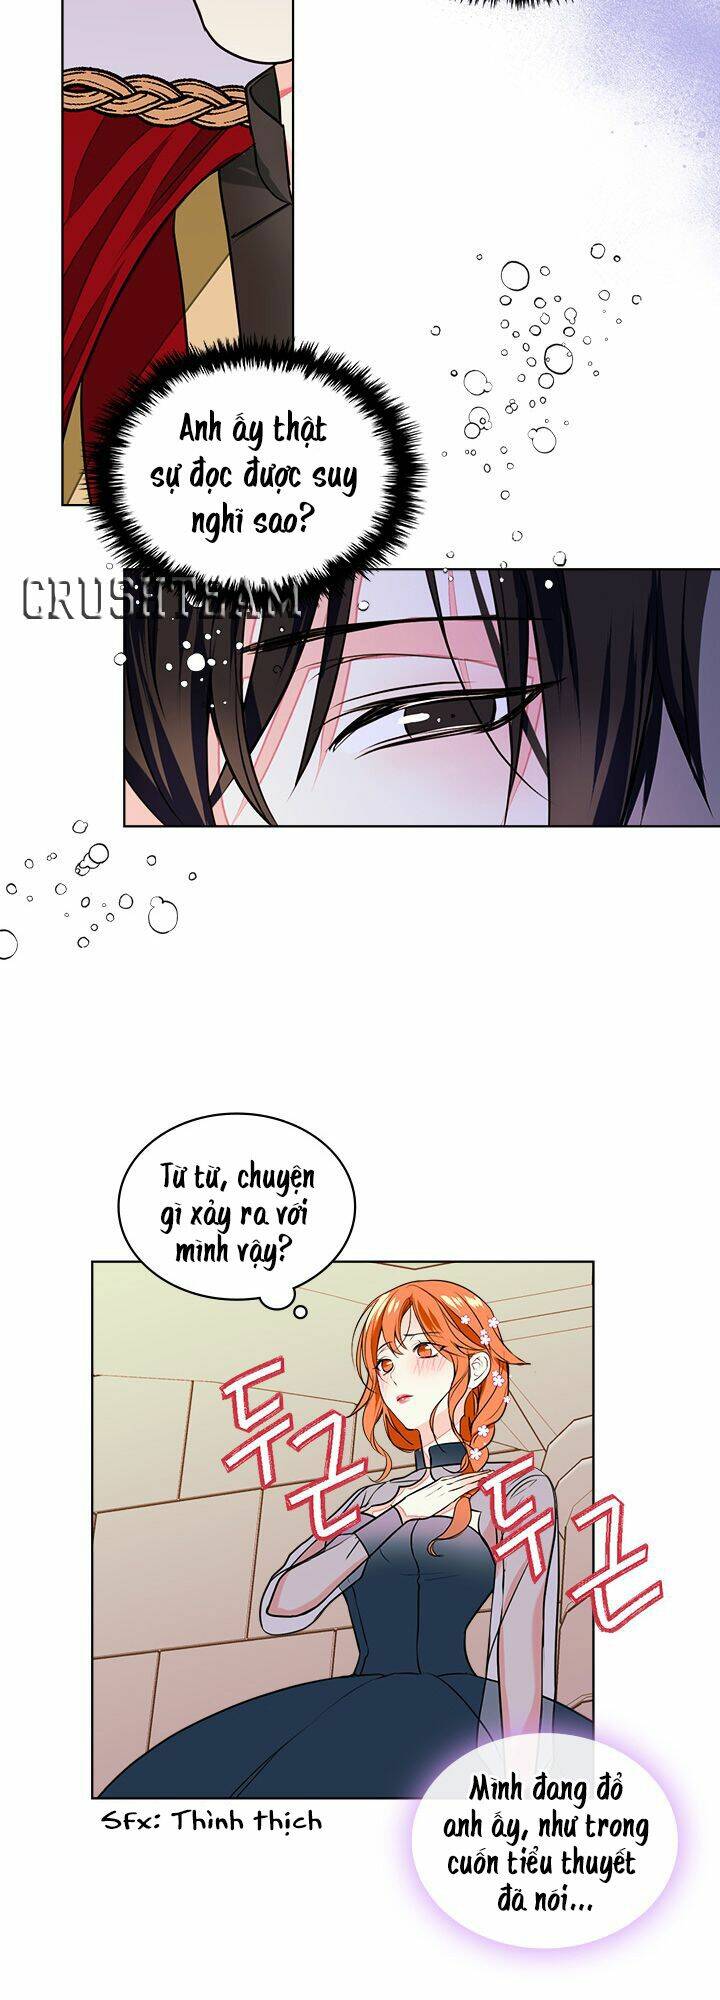 Anh ấy thật
sự đọc được suy
nghĩ sao?
CRUSHTEAM
Từ từ, chuyện
gì xảy ra với
mình vậy?
두근
두근
Sfx: Thình thịch
Mình đang đổ
anh ấy, như trong
cuốn tiểu thuyết
đã nói...